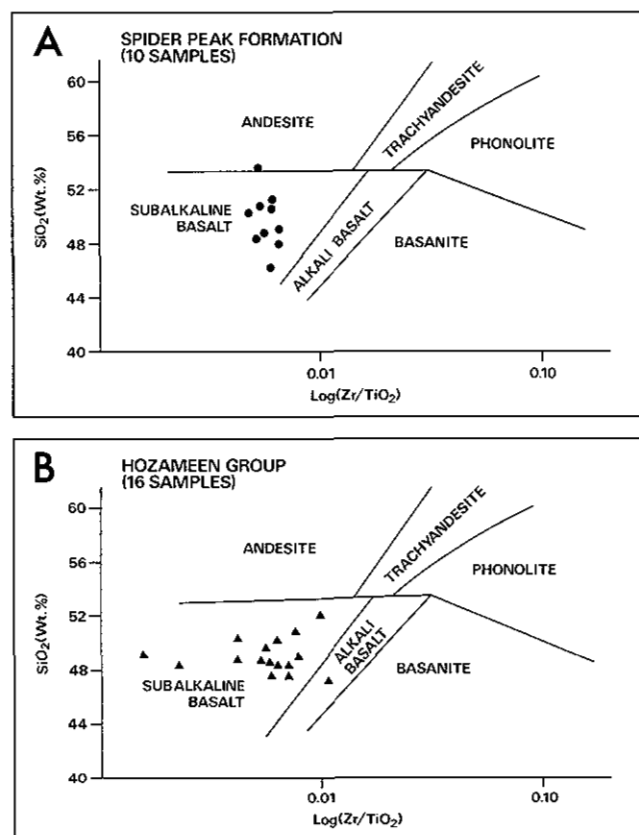 A
SPIDER PEAK FORMATION
(10 SAMPLES)
60
56
52
48
44
40
SiO₂(Wt.%)
ANDESITE
TRACHYANDESITE
PHONOLITE
SUBALKALINE
BASALT
ALKALI BASALT
BASANITE
0.01
0.10
Log(Zr/TiO₂)
B
HOZAMEEN GROUP
(16 SAMPLES)
60
56
52
48
44
40
SiO₂(Wt.%)
ANDESITE
TRACHYANDESITE
PHONOLITE
SUBALKALINE
BASALT
ALKALI
BASALT
BASANITE
0.01
0.10
Log(Zr/TiO₂)